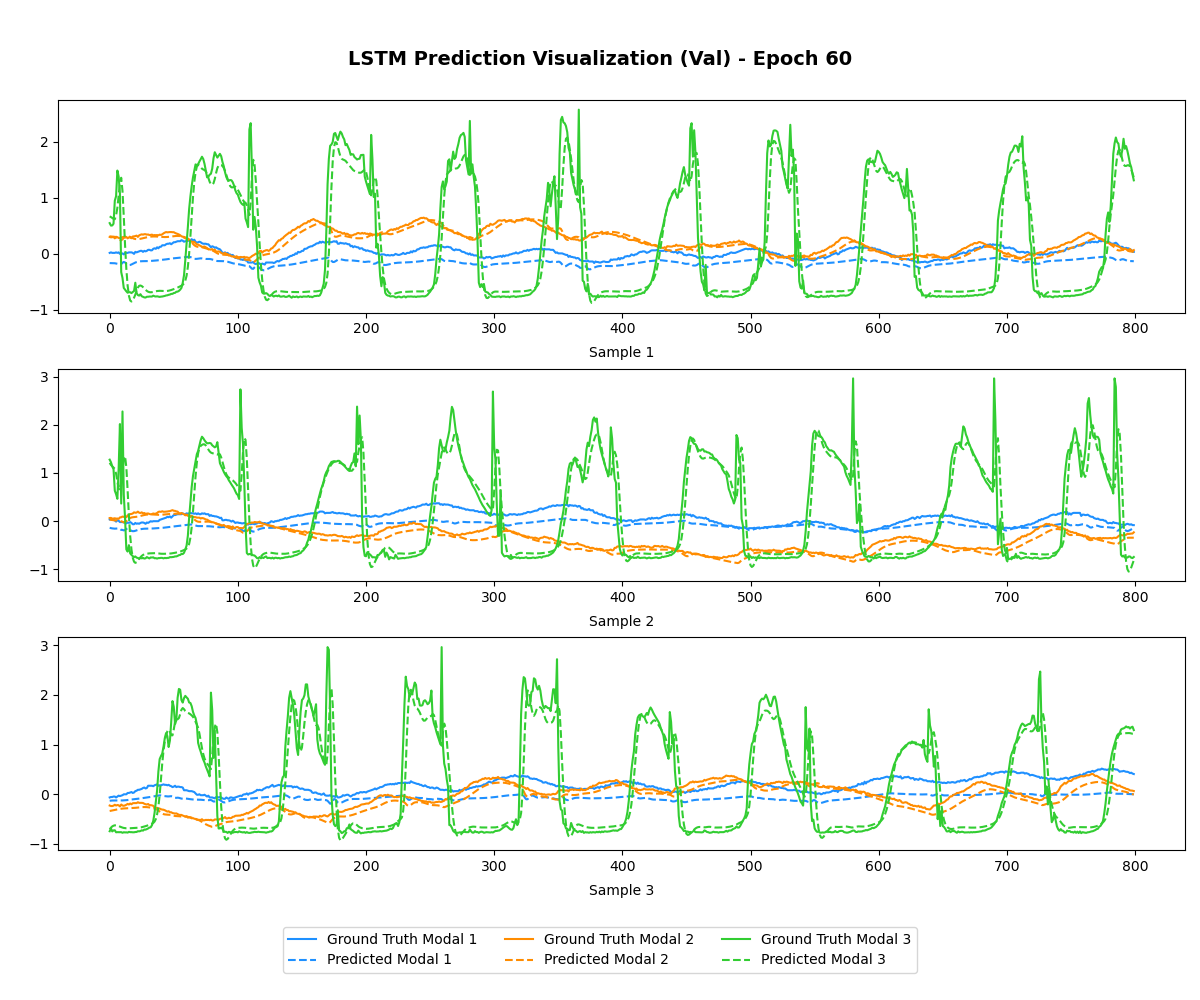 LSTM Prediction Visualization (Val) - Epoch 60
2
1
0
−1
0 100 200 300 400 500 600 700 800
Sample 1
3
2
1
0
−1
0 100 200 300 400 500 600 700 800
Sample 2
3
2
1
0
−1
0 100 200 300 400 500 600 700 800
Sample 3
Ground Truth Modal 1 Ground Truth Modal 2 Ground Truth Modal 3
Predicted Modal 1 Predicted Modal 2 Predicted Modal 3